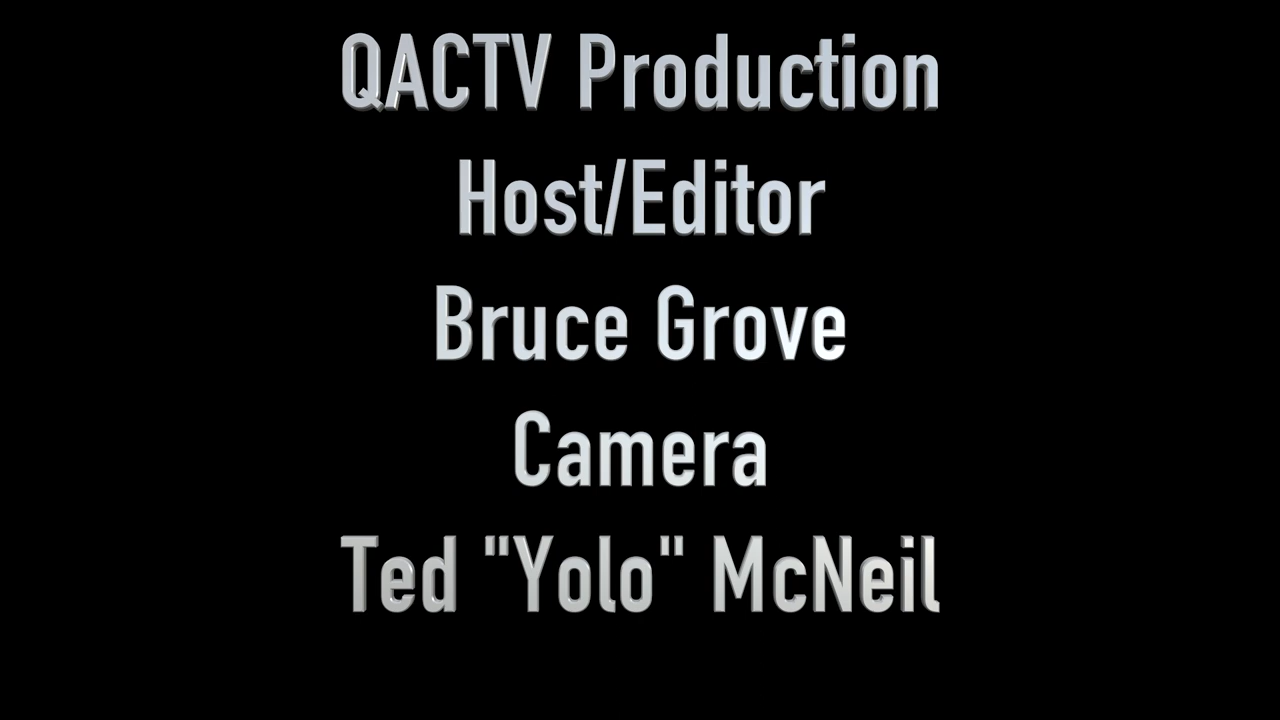 QACTV Production
Host/Editor
Bruce Grove
Camera
Ted "Yolo" McNeil